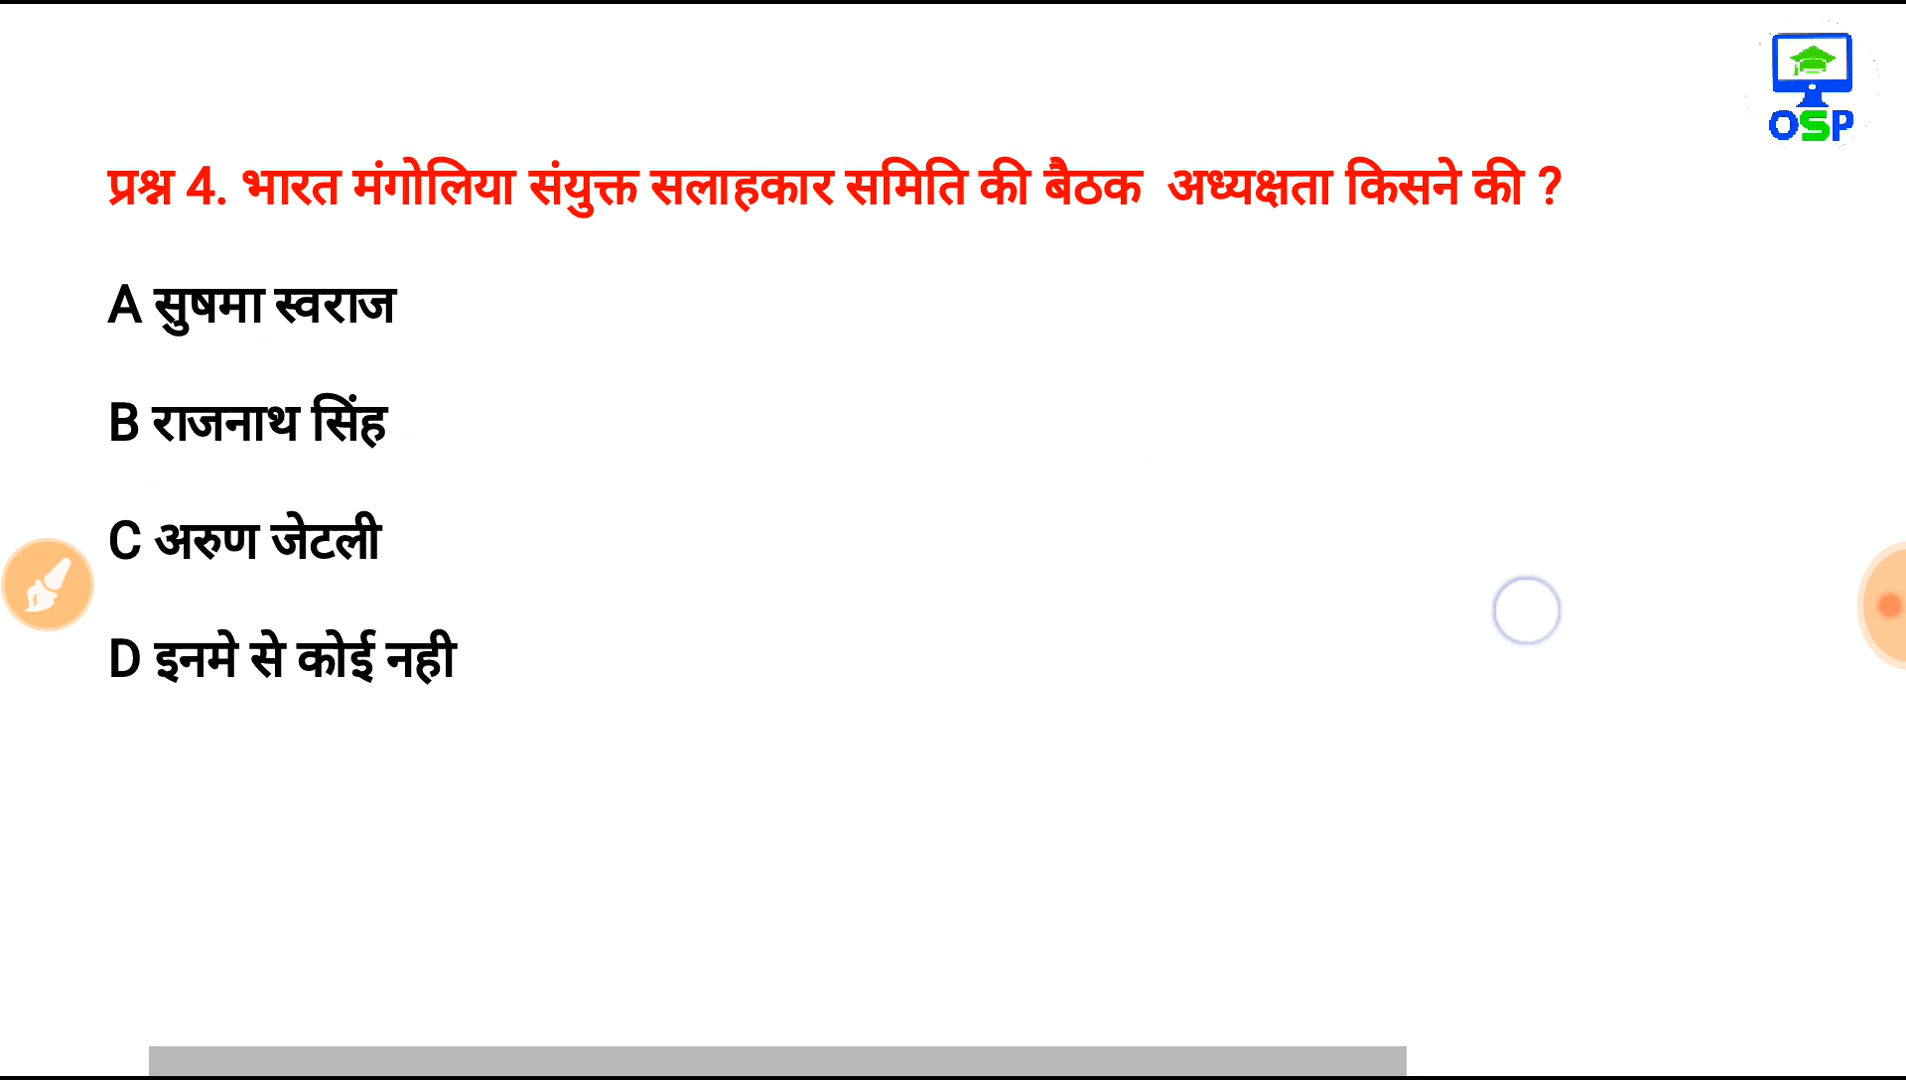 OSP
प्रश्न 4. भारत मंगोलिया संयुक्त सलाहकार समिति की बैठक अध्यक्षता किसने की ?
A सुषमा स्वराज
B राजनाथ सिंह
C अरुण जेटली
D इनमे से कोई नही